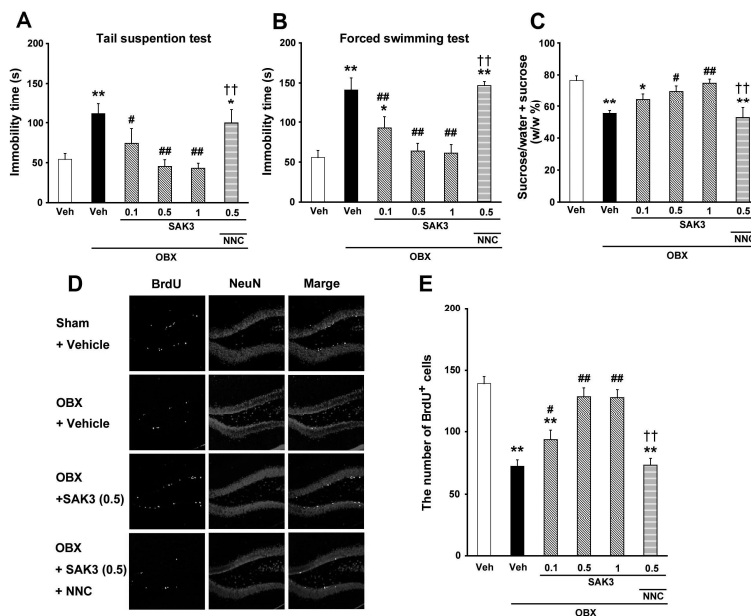 A
Tail suspention test
Immobility time (s)
200
150
100
50
0
**
#
##
##
††
*
Veh Veh 0.1 0.5 1 0.5
SAK3
NNC
OBX
B
Forced swimming test
Immobility time (s)
200
150
100
50
0
**
##
*
##
##
††
**
Veh Veh 0.1 0.5 1 0.5
SAK3
NNC
OBX
C
Sucrose/water + sucrose
(w/w %)
100
80
60
40
20
0
**
*
#
##
††
**
Veh Veh 0.1 0.5 1 0.5
SAK3
NNC
OBX
D
BrdU NeuN Marge
Sham
+ Vehicle
OBX
+ Vehicle
OBX
+SAK3 (0.5)
OBX
+ SAK3 (0.5)
+ NNC
E
The number of BrdU+ cells
200
150
100
50
0
**
#
**
##
##
††
**
Veh Veh 0.1 0.5 1 0.5
SAK3
NNC
OBX